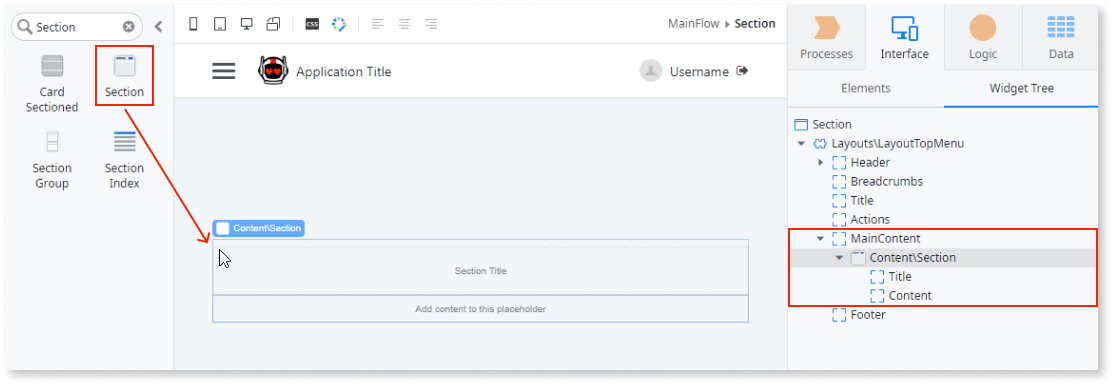 Section
Card
Sectioned
Section
Section
Group
Section
Index
CSS
MainFlow
Section
Application Title
Username
Content\Section
Section Title
Add content to this placeholder
Processes
Interface
Logic
Data
Elements
Widget Tree
Section
Layouts\LayoutTopMenu
Header
Breadcrumbs
Title
Actions
MainContent
Content\Section
Title
Content
Footer